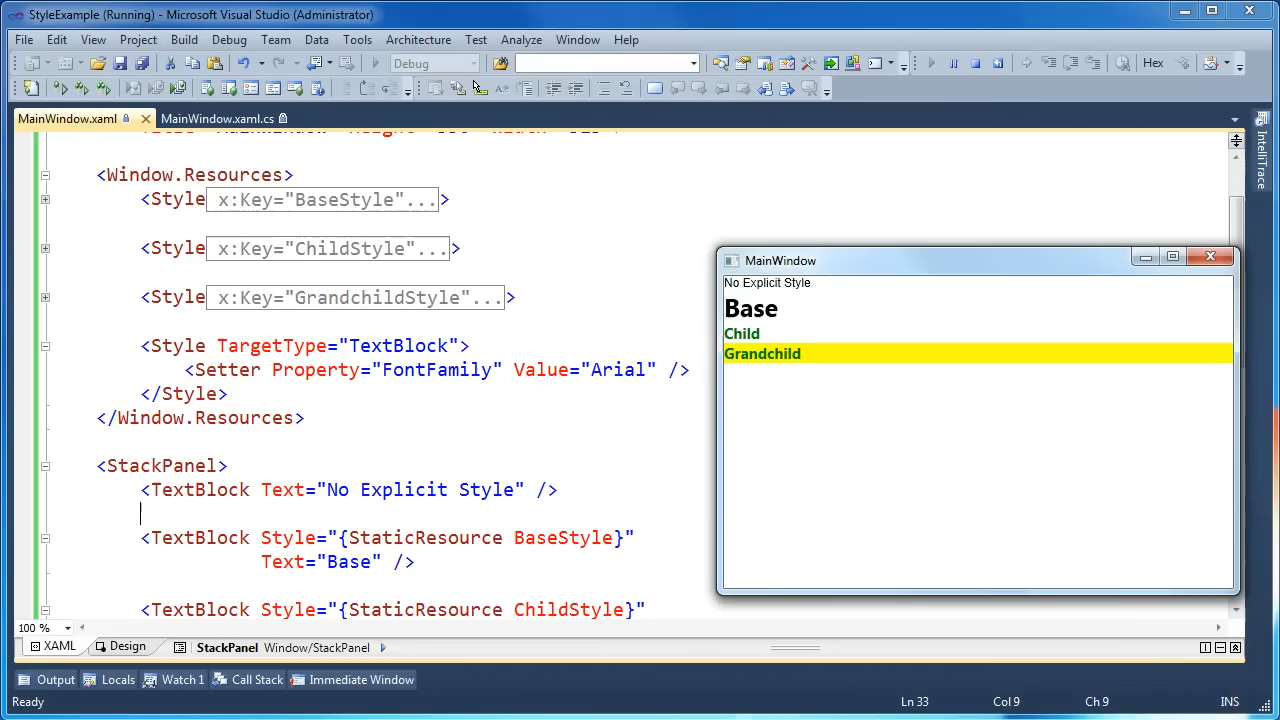 StyleExample (Running) - Microsoft Visual Studio (Administrator)
File Edit View Project Build Debug Team Data Tools Architecture Test Analyze Window Help
Debug
Hex
MainWindow.xaml
MainWindow.xaml.cs
IntelliTrace
<Window.Resources>
<Style x:Key="BaseStyle"...>
<Style x:Key="ChildStyle"...>
<Style x:Key="GrandchildStyle"...>
<Style TargetType="TextBlock">
<Setter Property="FontFamily" Value="Arial" />
</Style>
</Window.Resources>
<StackPanel>
<TextBlock Text="No Explicit Style" />
<TextBlock Style="{StaticResource BaseStyle}"
Text="Base" />
<TextBlock Style="{StaticResource ChildStyle}"
MainWindow
No Explicit Style
Base
Child
Grandchild
100 %
XAML Design StackPanel Window/StackPanel
Output Locals Watch 1 Call Stack Immediate Window
Ready Ln 33 Col 9 Ch 9 INS